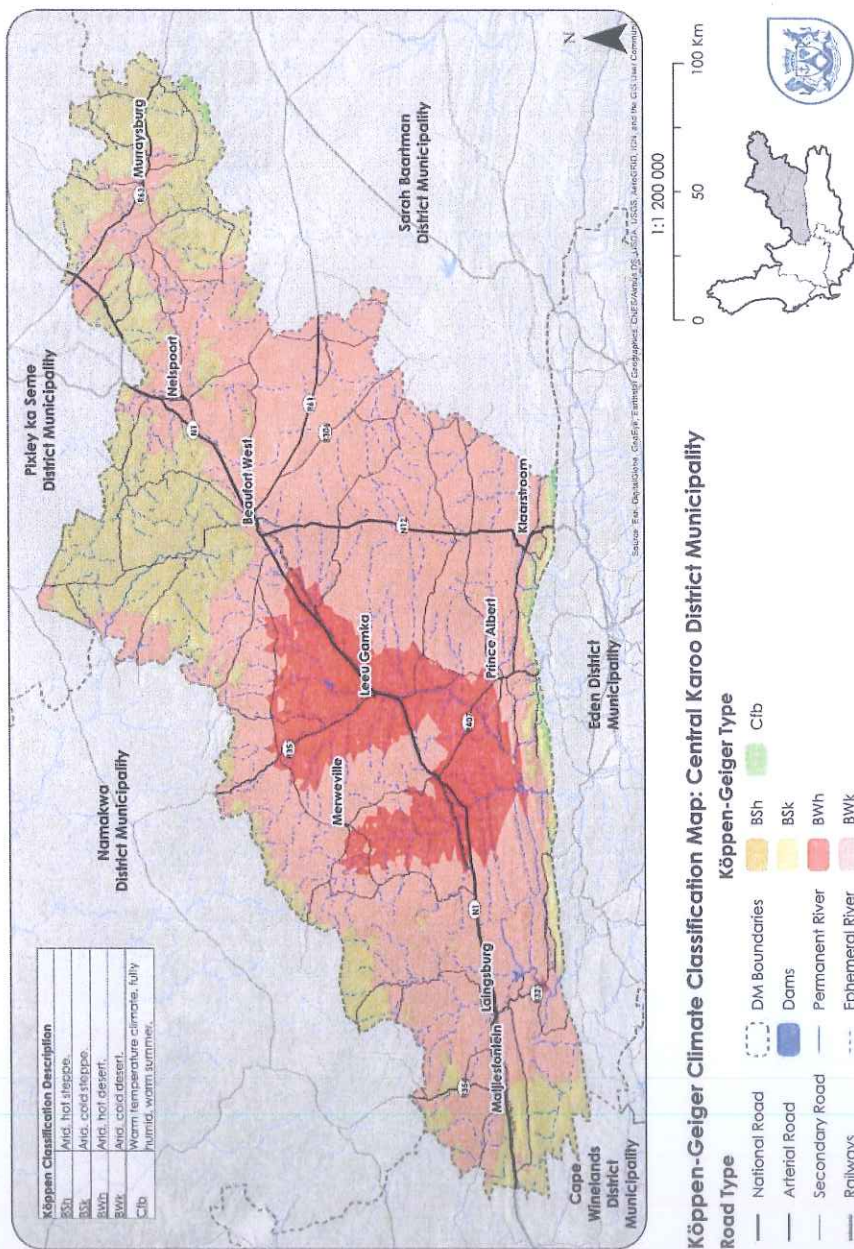 Köppen Classification Description
BSh Arid, hot steppe.
BSk Arid, cold steppe.
BWh Arid, hot desert.
BWk Arid, cold desert.
Cfb Warm temperature climate, fully
humid, warm summer.
Pixley ka Seme
District Municipality
Namakwa
District Municipality
Sarah Baartman
District Municipality
Eden District
Municipality
Cape
Winelands
District
Municipality
Murraysburg
R63
Nelspoort
N1
Beaufort West
R61
R306
N12
Klaarstroom
Leeu Gamka
Prince Albert
R407
R353
Merweville
N1
Laingsburg
R323
Matjiesfontein
R354
N
1:1 200 000
0 50 100 Km
Köppen-Geiger Climate Classification Map: Central Karoo District Municipality
Road Type
National Road
Arterial Road
Secondary Road
Railways
DM Boundaries
Dams
Permanent River
Ephemeral River
Köppen-Geiger Type
BSh
BSk
BWh
BWk
Cfb